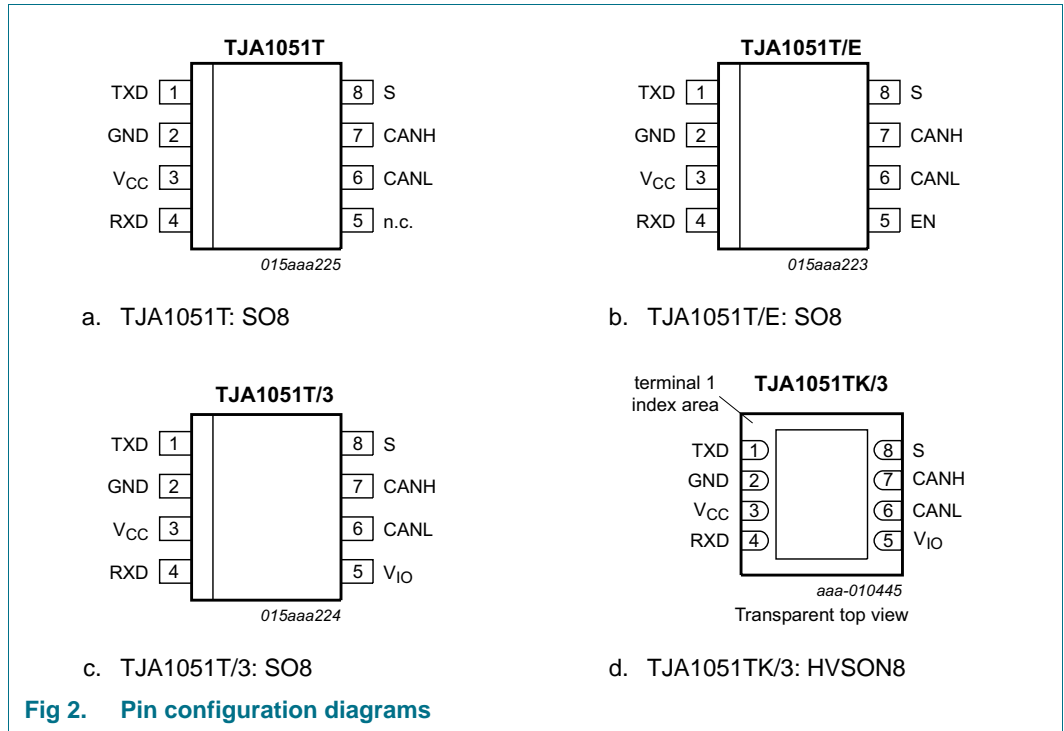 TJA1051T
TXD 1
GND 2
VCC 3
RXD 4
8 S
7 CANH
6 CANL
5 n.c.
015aaa225
a. TJA1051T: SO8
TJA1051T/E
TXD 1
GND 2
VCC 3
RXD 4
8 S
7 CANH
6 CANL
5 EN
015aaa223
b. TJA1051T/E: SO8
TJA1051T/3
TXD 1
GND 2
VCC 3
RXD 4
8 S
7 CANH
6 CANL
5 VIO
015aaa224
c. TJA1051T/3: SO8
terminal 1
index area
TJA1051TK/3
TXD 1
GND 2
VCC 3
RXD 4
8 S
7 CANH
6 CANL
5 VIO
aaa-010445
Transparent top view
d. TJA1051TK/3: HVSON8
Fig 2. Pin configuration diagrams